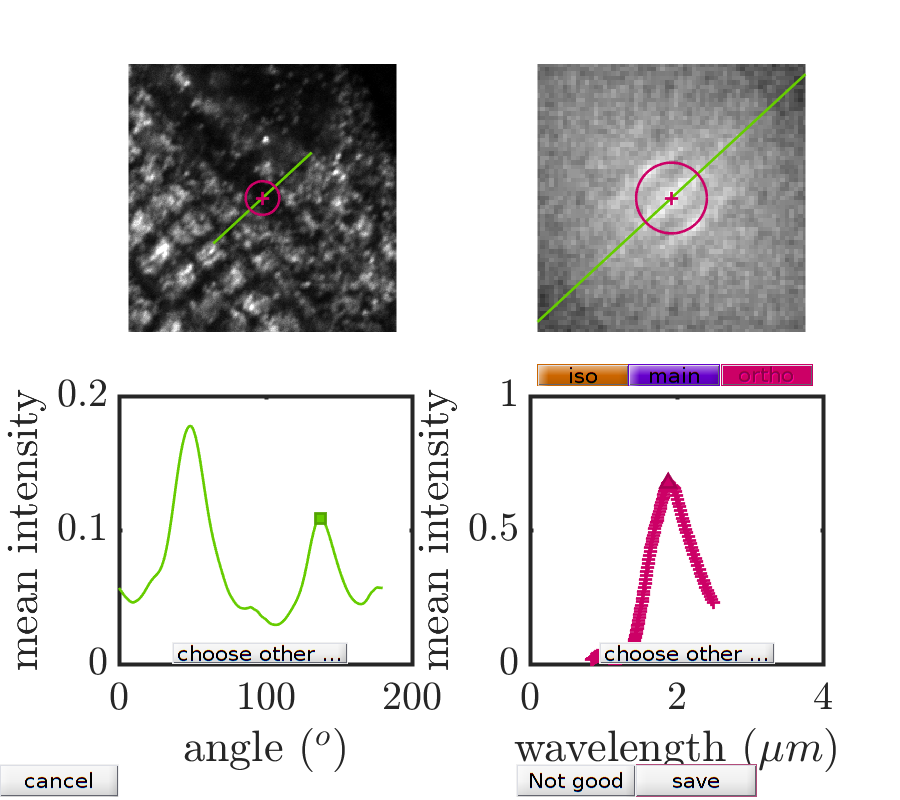 iso main ortho
mean intensity
0.2
0.1
0
choose other ...
0 100 200
angle (o)
mean intensity
1
0.5
0
choose other ...
0 2 4
wavelength (μm)
cancel
Not good
save